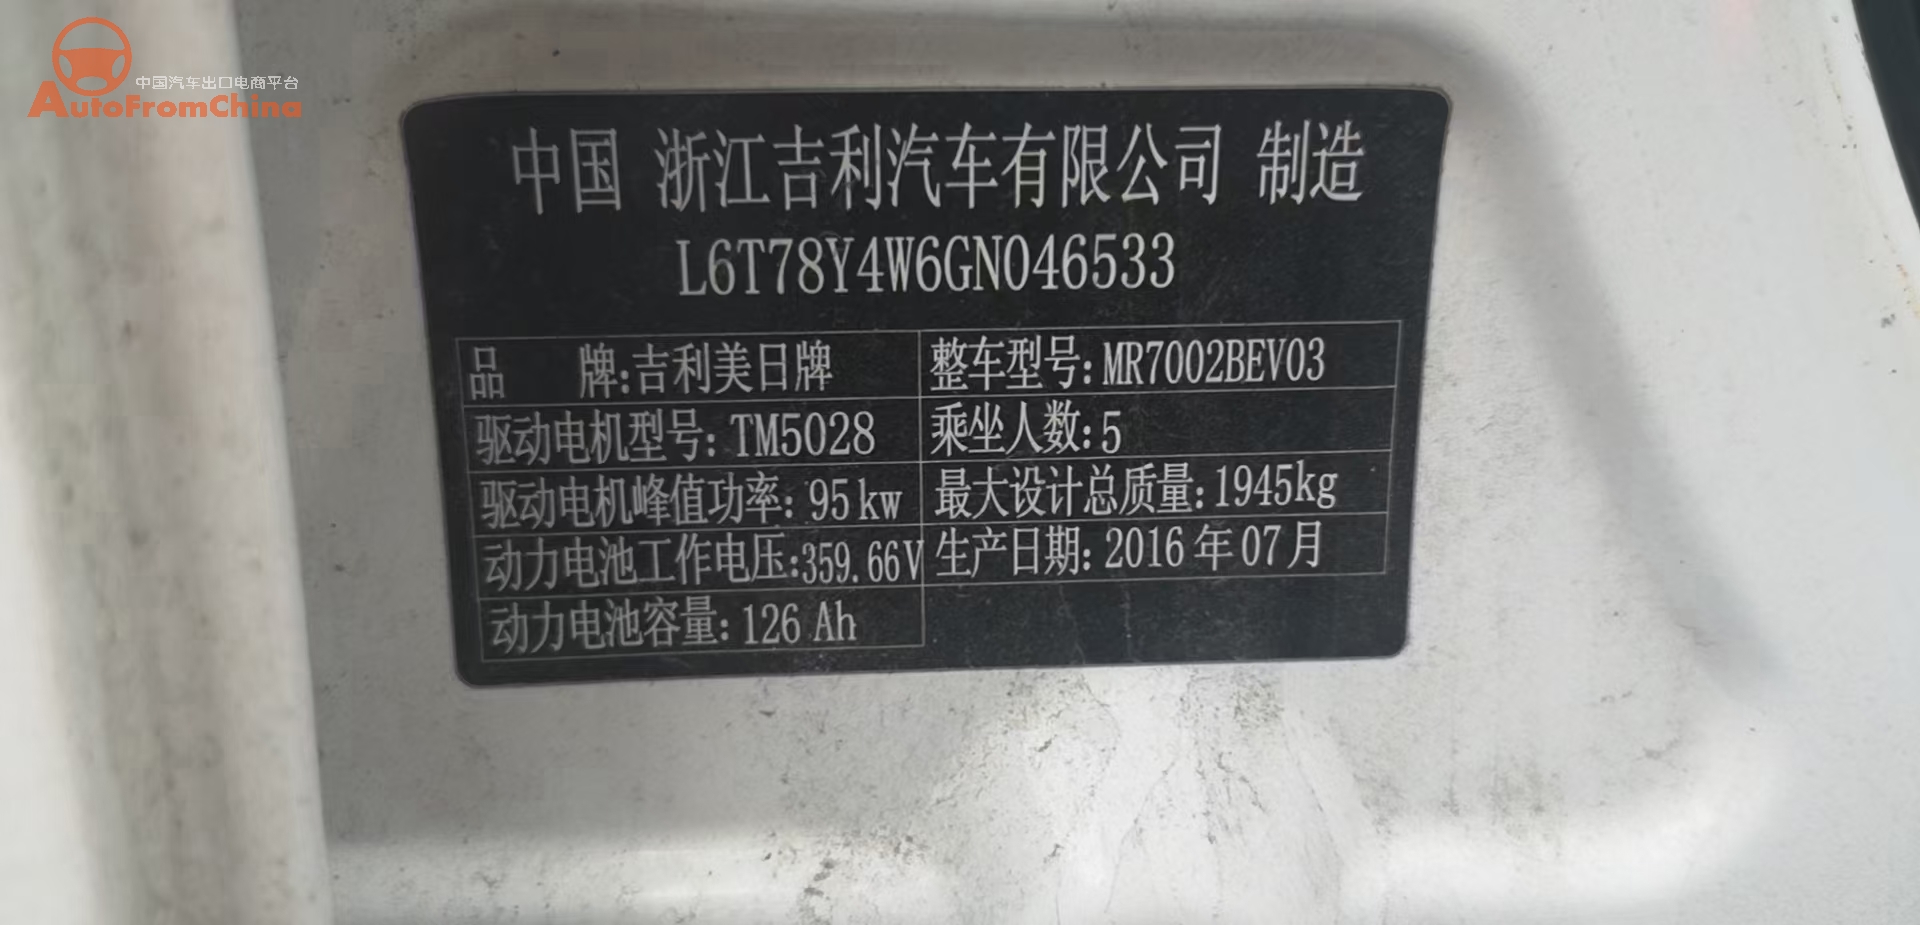 中国汽车出口电商平台
AutoFromChina
中国 浙江吉利汽车有限公司 制造
L6T78Y4W6GN046533
品 牌:吉利美日牌 整车型号:MR7002BEV03
驱动电机型号:TM5028 乘坐人数:5
驱动电机峰值功率:95kw 最大设计总质量:1945kg
动力电池工作电压:359.66V 生产日期:2016年07月
动力电池容量:126 Ah